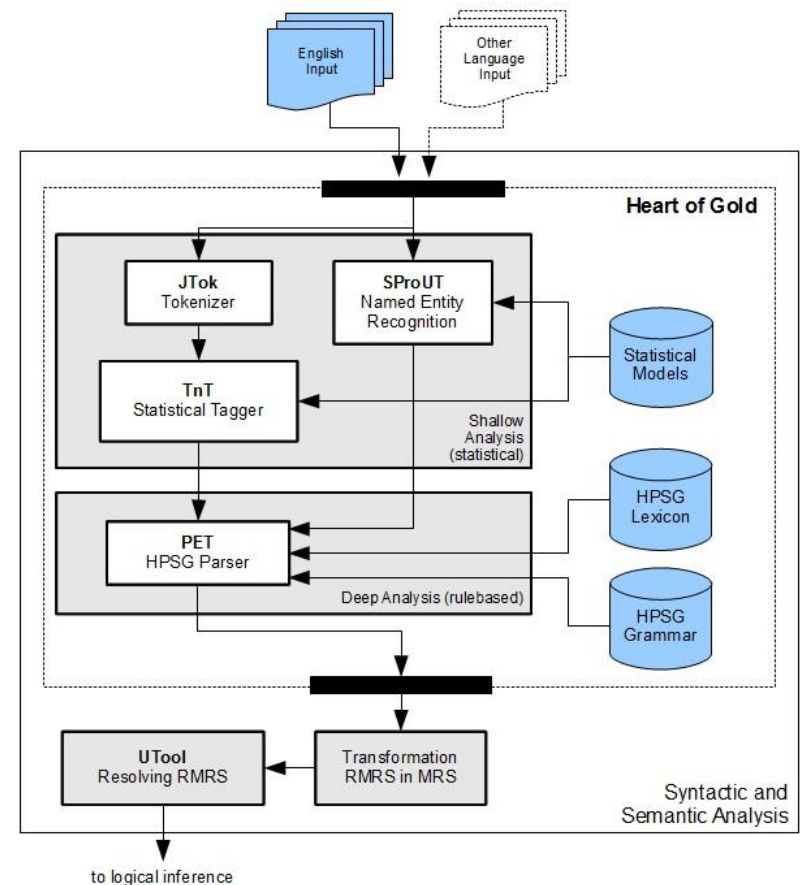 English
Input
Other
Language
Input
Heart of Gold
JTok
Tokenizer
SProUT
Named Entity
Recognition
Statistical
Models
TnT
Statistical Tagger
Shallow
Analysis
(statistical)
HPSG
Lexicon
PET
HPSG Parser
Deep Analysis (rulebased)
HPSG
Grammar
UTool
Resolving RMRS
Transformation
RMRS in MRS
Syntactic and
Semantic Analysis
to logical inference